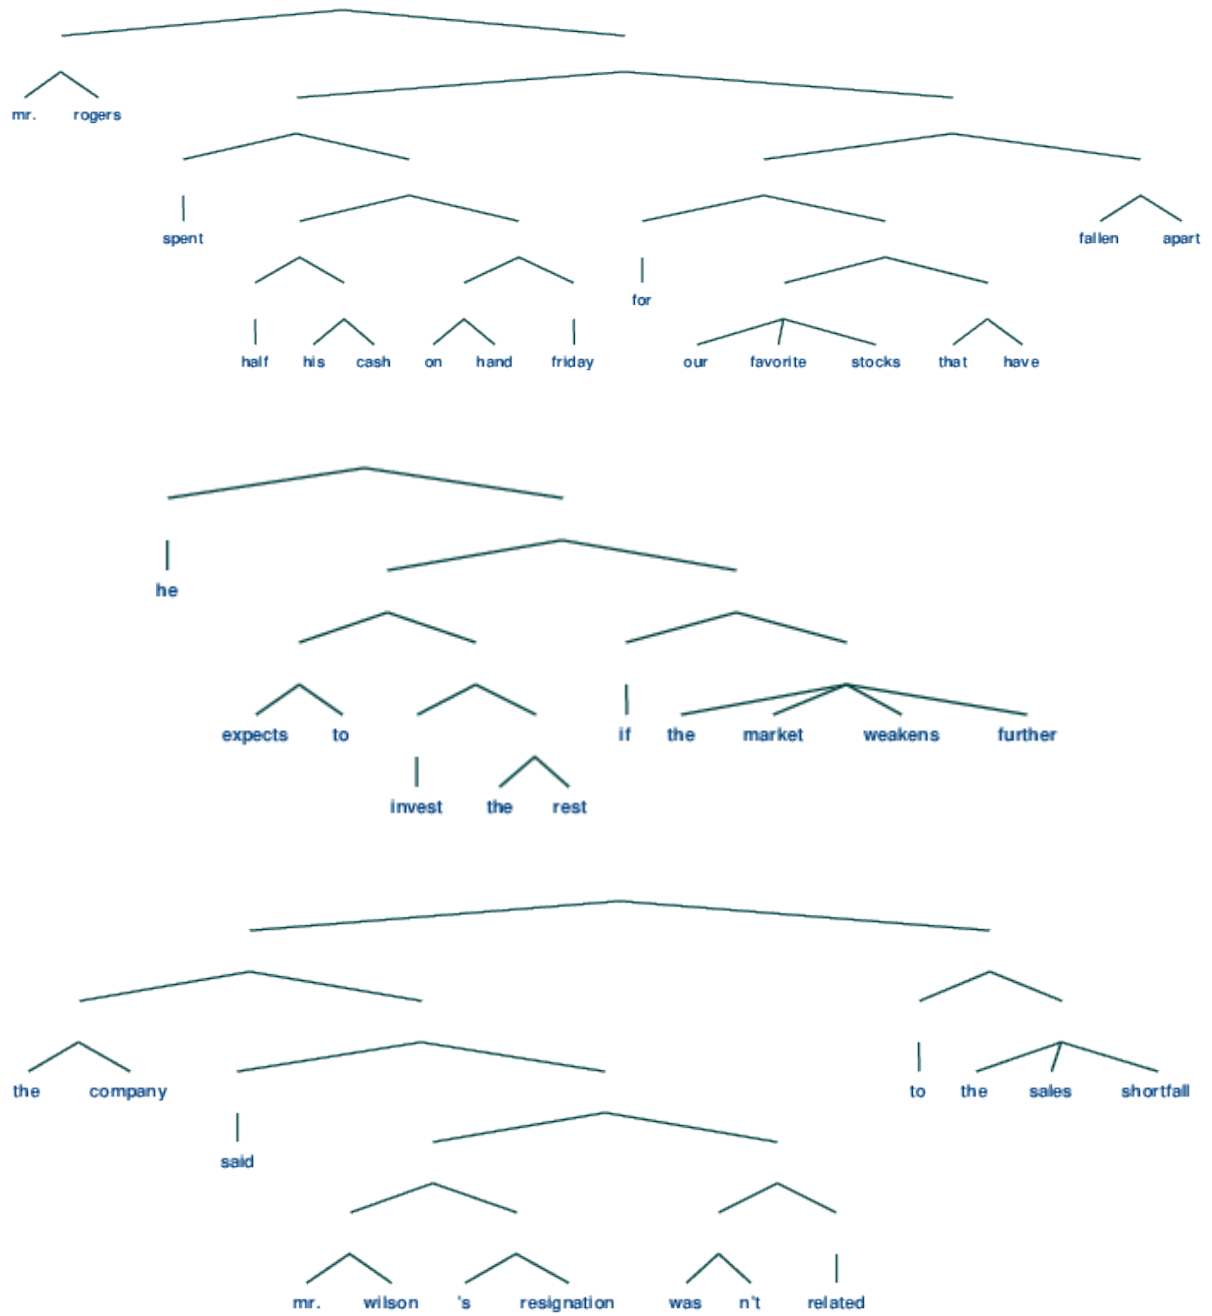 mr. rogers
spent fallen apart
for
half his cash on hand friday our favorite stocks that have
he
expects to if the market weakens further
invest the rest
the company to the sales shortfall
said
mr. wilson 's resignation was n't related